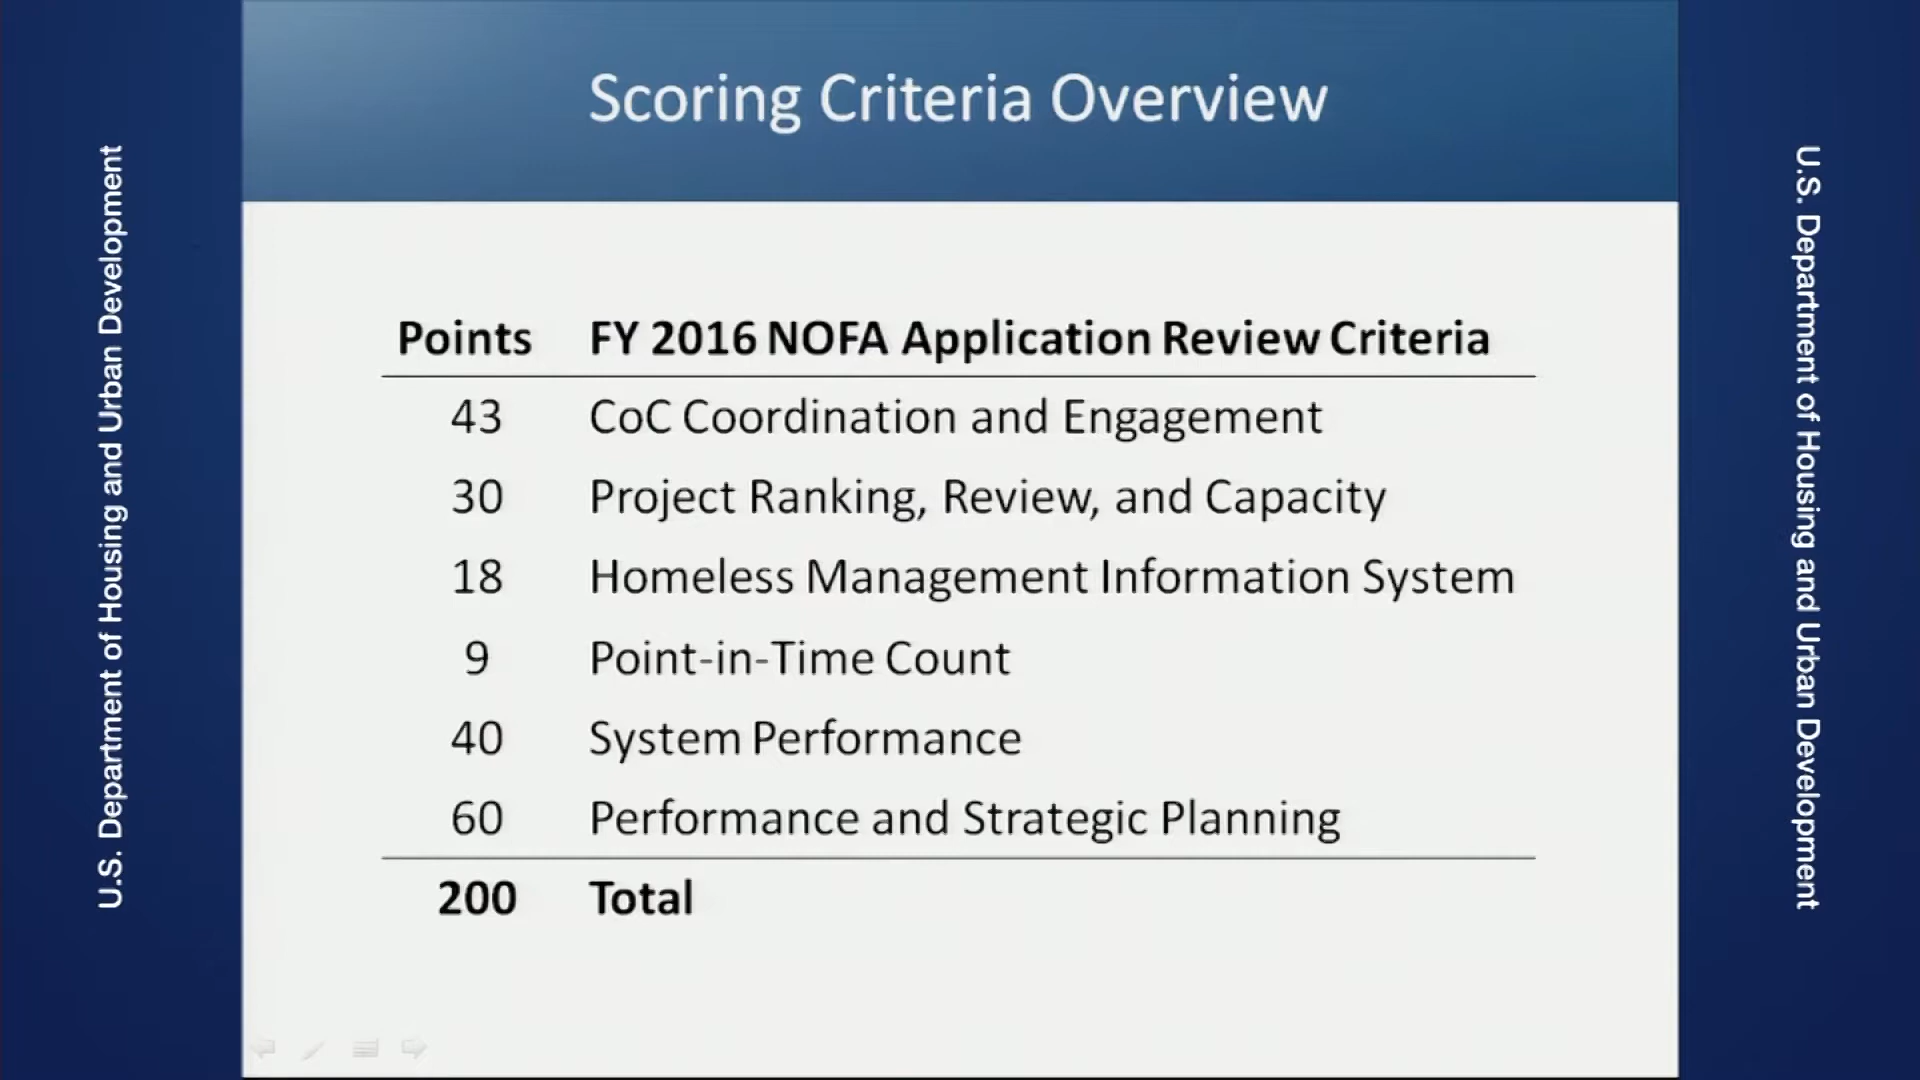 Scoring Criteria Overview
Points FY 2016 NOFA Application Review Criteria
43 CoC Coordination and Engagement
30 Project Ranking, Review, and Capacity
18 Homeless Management Information System
9 Point-in-Time Count
40 System Performance
60 Performance and Strategic Planning
200 Total
U.S. Department of Housing and Urban Development
U.S. Department of Housing and Urban Development